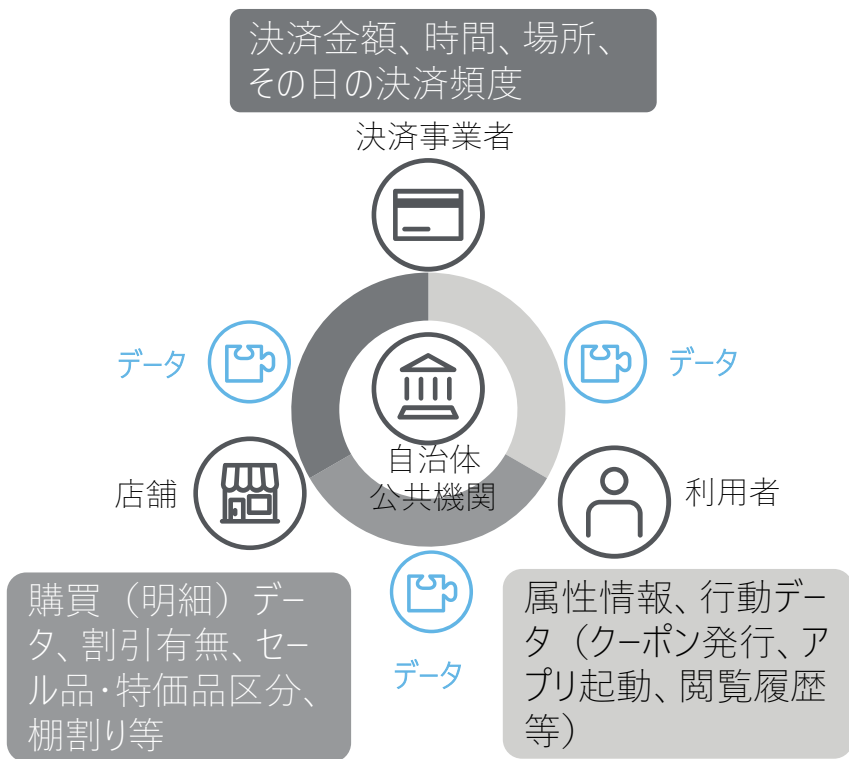 決済金額、時間、場所、
その日の決済頻度
決済事業者
データ
データ
自治体
公共機関
店舗
利用者
購買（明細）デー
タ、割引有無、セー
ル品・特価品区分、
棚割り等
データ
属性情報、行動デー
タ（クーポン発行、ア
プリ起動、閲覧履歴
等）